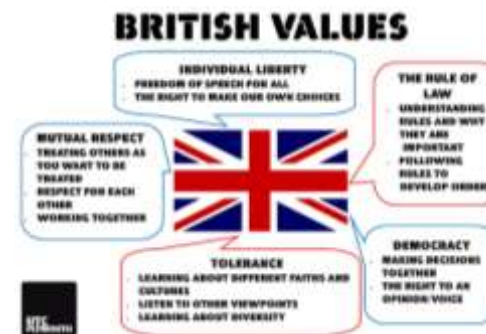 BRITISH VALUES
INDIVIDUAL LIBERTY
• FREEDOM OF SPEECH FOR ALL
• THE RIGHT TO MAKE OUR OWN CHOICES
THE RULE OF
LAW
• UNDERSTANDING
RULES AND WHY
THEY ARE
IMPORTANT
• FOLLOWING
RULES TO
DEVELOP ORDER
MUTUAL RESPECT
• TREATING OTHERS AS
YOU WANT TO BE
TREATED
• RESPECT FOR EACH
OTHER
• WORKING TOGETHER
DEMOCRACY
• MAKING DECISIONS
TOGETHER
• THE RIGHT TO AN
OPINION/VOICE
TOLERANCE
• LEARNING ABOUT DIFFERENT FAITHS AND
CULTURES
• LISTEN TO OTHER VIEWPOINTS
• LEARNING ABOUT DIVERSITY